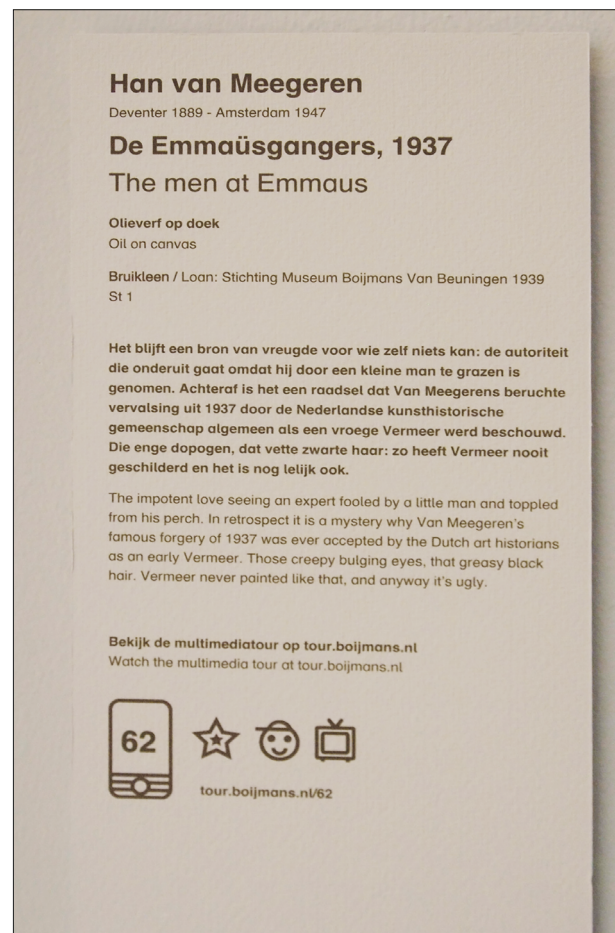 Han van Meegeren
Deventer 1889 - Amsterdam 1947
De Emmaüsgangers, 1937
The men at Emmaus
Olieverf op doek
Oil on canvas
Bruikleen / Loan: Stichting Museum Boijmans Van Beuningen 1939
St 1
Het blijft een bron van vreugde voor wie zelf niets kan: de autoriteit
die onderuit gaat omdat hij door een kleine man te grazen is
genomen. Achteraf is het een raadsel dat Van Meegerens beruchte
vervalsing uit 1937 door de Nederlandse kunsthistorische
gemeenschap algemeen als een vroege Vermeer werd beschouwd.
Die enge dopogen, dat vette zwarte haar: zo heeft Vermeer nooit
geschilderd en het is nog lelijk ook.
The impotent love seeing an expert fooled by a little man and toppled
from his perch. In retrospect it is a mystery why Van Meegeren's
famous forgery of 1937 was ever accepted by the Dutch art historians
as an early Vermeer. Those creepy bulging eyes, that greasy black
hair. Vermeer never painted like that, and anyway it's ugly.
Bekijk de multimediatour op tour.boijmans.nl
Watch the multimedia tour at tour.boijmans.nl
62
tour.boijmans.nl/62